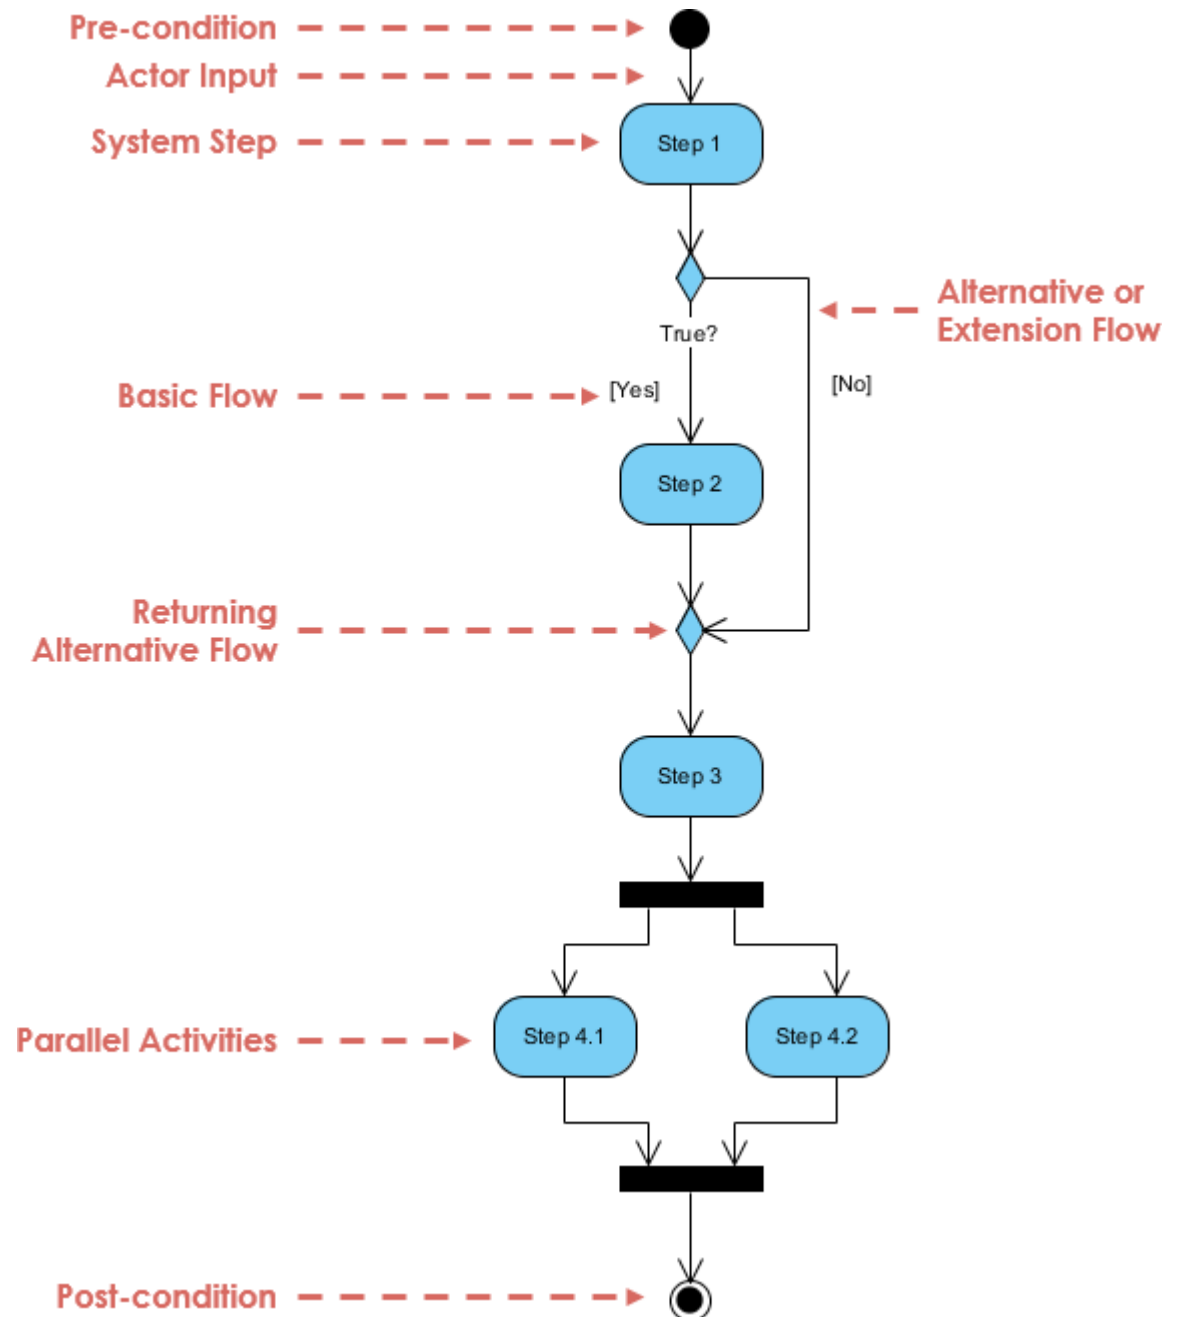 Pre-condition
Actor Input
System Step
Step 1
Alternative or
Extension Flow
True?
Basic Flow
[Yes]
[No]
Step 2
Returning
Alternative Flow
Step 3
Parallel Activities
Step 4.1
Step 4.2
Post-condition